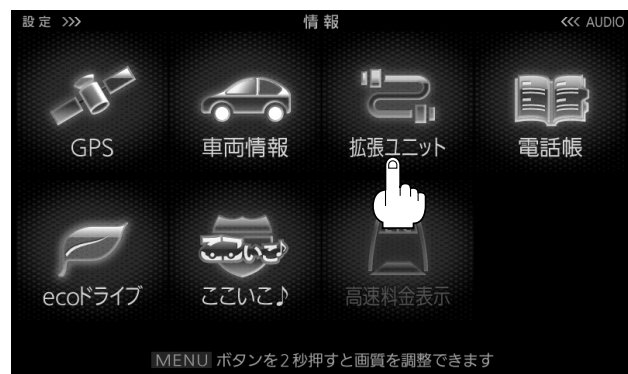 設定 >>>
情報
<<< AUDIO
GPS
車両情報
拡張ユニット
電話帳
ここいこ♪
ecoドライブ
ここいこ♪
高速料金表示
MENU ボタンを2秒押すと画質を調整できます